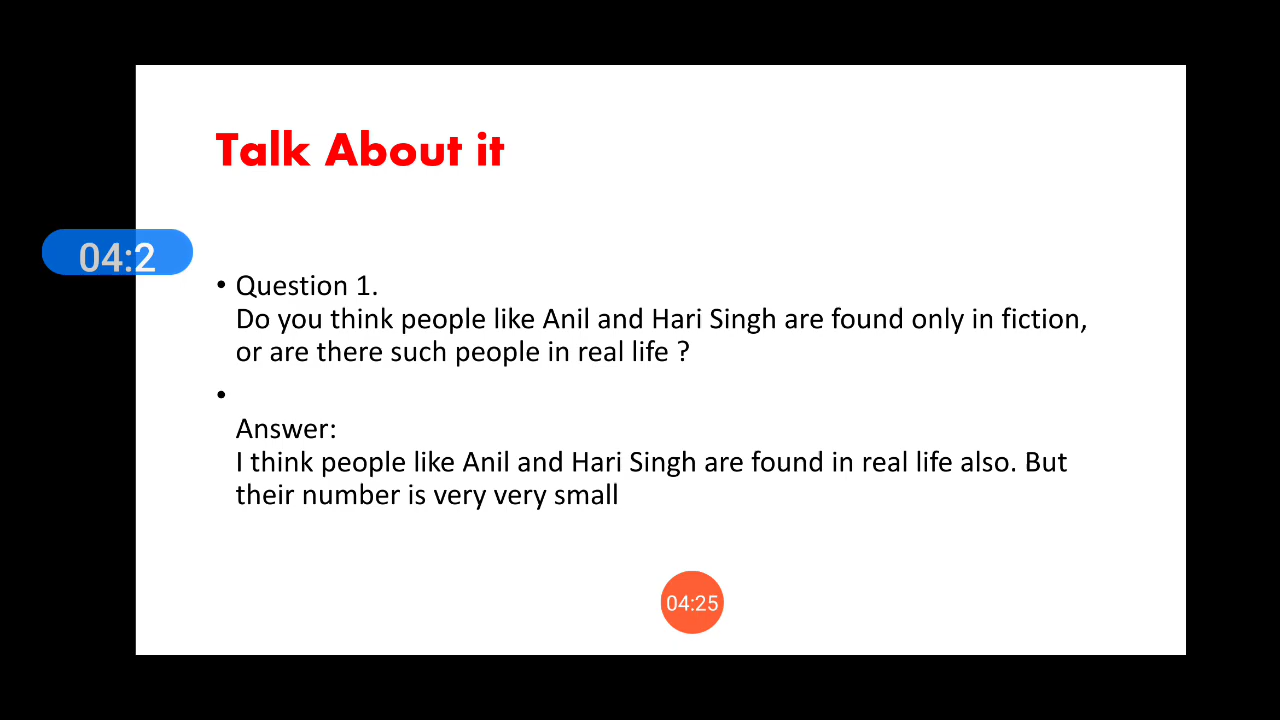 Talk About it
04:2
• Question 1.
Do you think people like Anil and Hari Singh are found only in fiction,
or are there such people in real life ?
•
Answer:
I think people like Anil and Hari Singh are found in real life also. But
their number is very very small
04:25